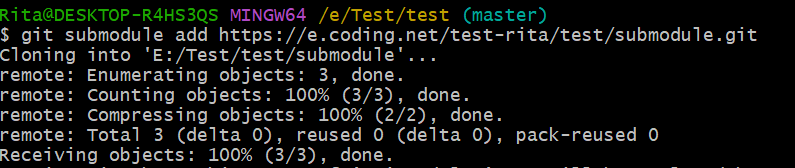 Rita@DESKTOP-R4HS3QS MINGW64 /e/Test/test (master)
$ git submodule add https://e.coding.net/test-rita/test/submodule.git
Cloning into 'E:/Test/test/submodule'...
remote: Enumerating objects: 3, done.
remote: Counting objects: 100% (3/3), done.
remote: Compressing objects: 100% (2/2), done.
remote: Total 3 (delta 0), reused 0 (delta 0), pack-reused 0
Receiving objects: 100% (3/3), done.